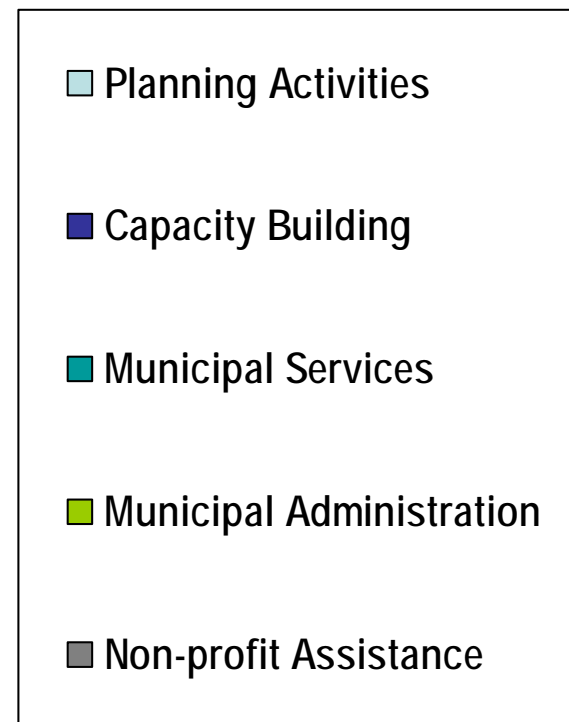 Planning Activities
Capacity Building
Municipal Services
Municipal Administration
Non-profit Assistance